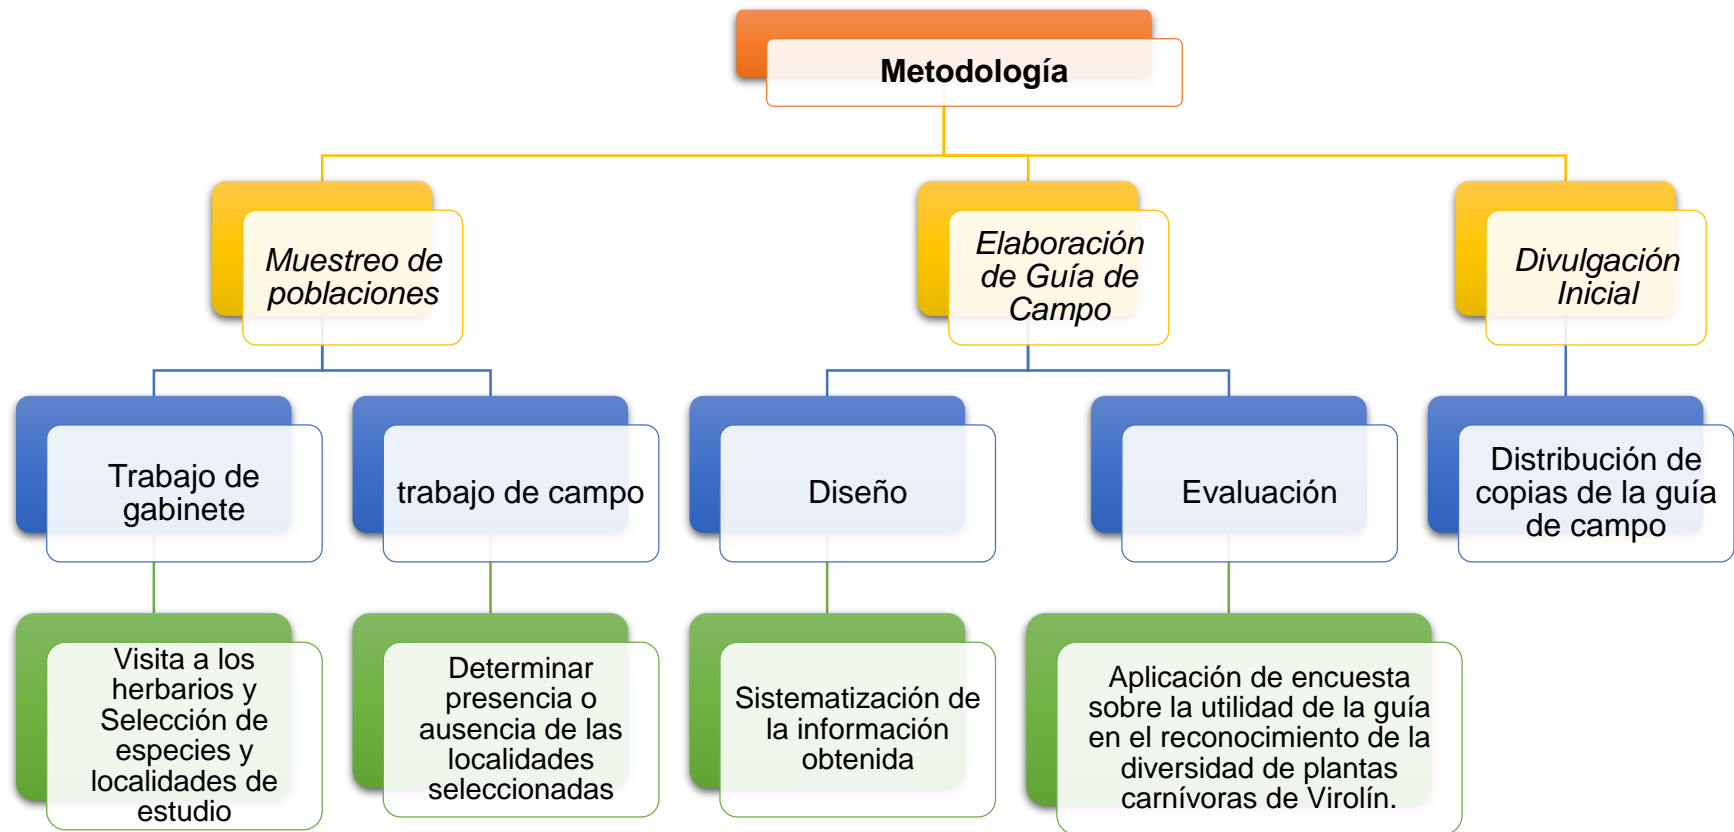 Metodología
Muestreo de
poblaciones
Elaboración
de Guía de
Campo
Divulgación
Inicial
Trabajo de
gabinete
trabajo de campo
Diseño
Evaluación
Distribución de
copias de la guía
de campo
Visita a los
herbarios y
Selección de
especies y
localidades de
estudio
Determinar
presencia o
ausencia de las
localidades
seleccionadas
Sistematización de
la información
obtenida
Aplicación de encuesta
sobre la utilidad de la guía
en el reconocimiento de la
diversidad de plantas
carnívoras de Virolín.